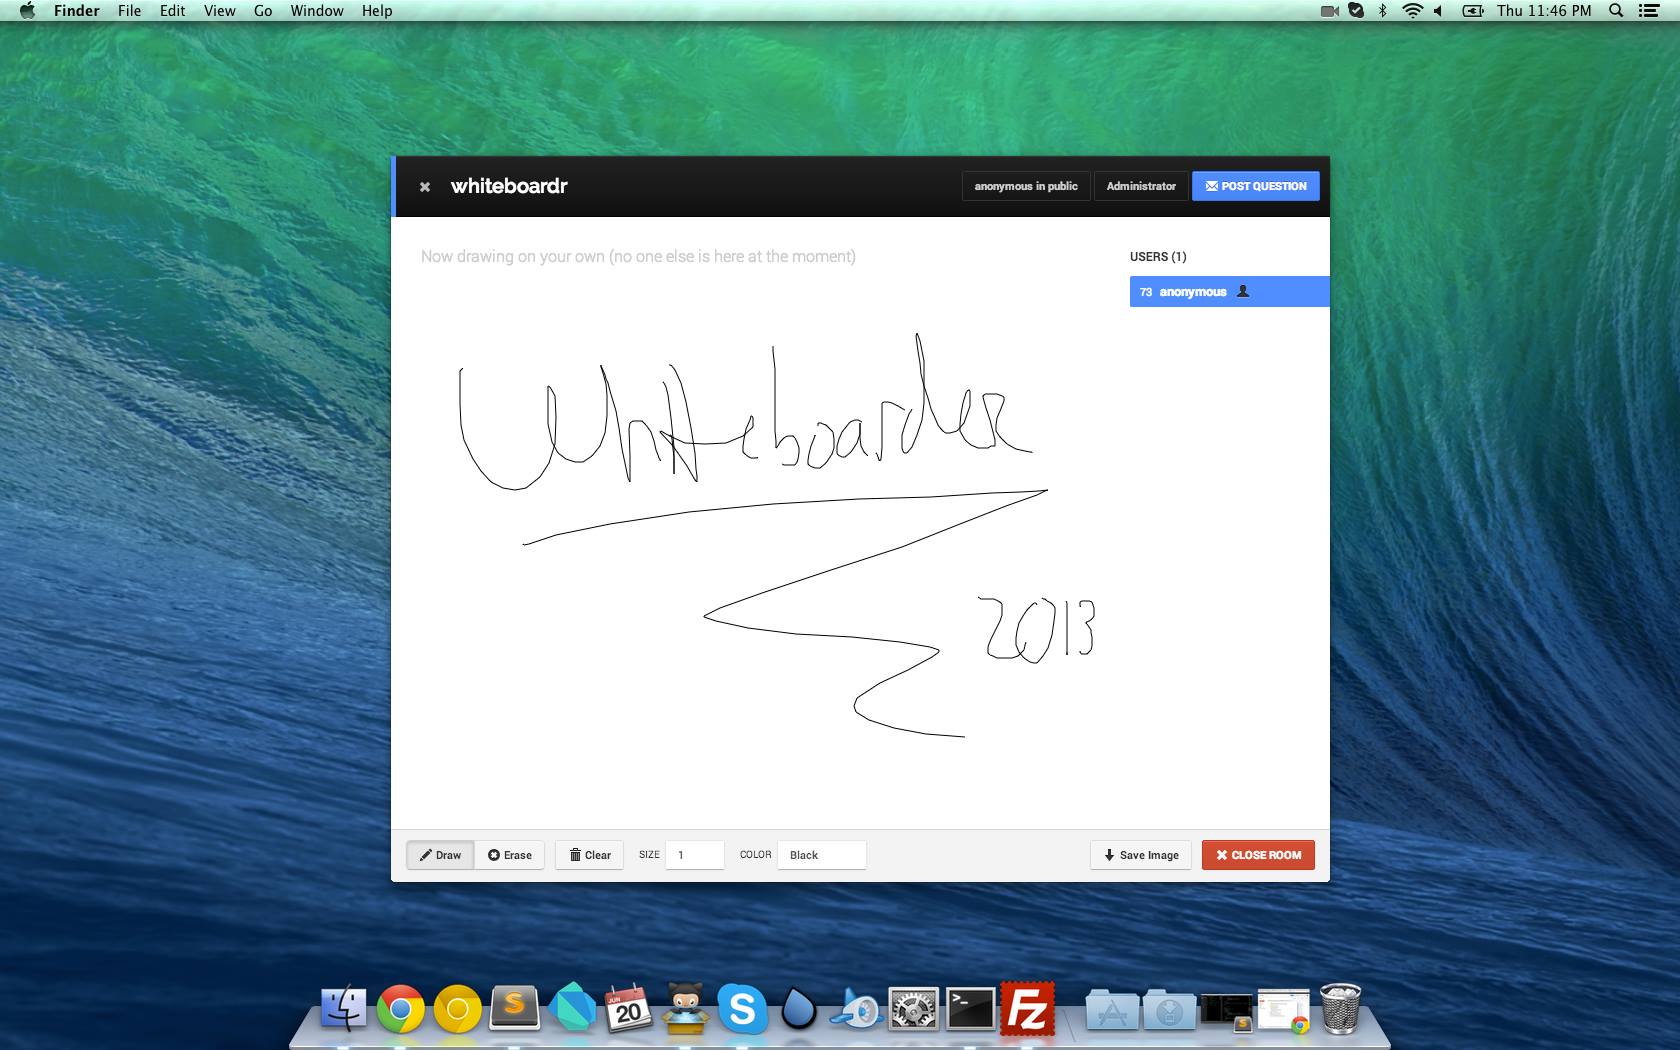 Finder File Edit View Go Window Help Thu 11:46 PM
whiteboardr anonymous in public Administrator POST QUESTION
Now drawing on your own (no one else is here at the moment)
USERS (1)
73 anonymous
Whiteboarder
2013
Draw Erase Clear SIZE 1 COLOR Black Save Image CLOSE ROOM
S JUN 20 S >_ Fz